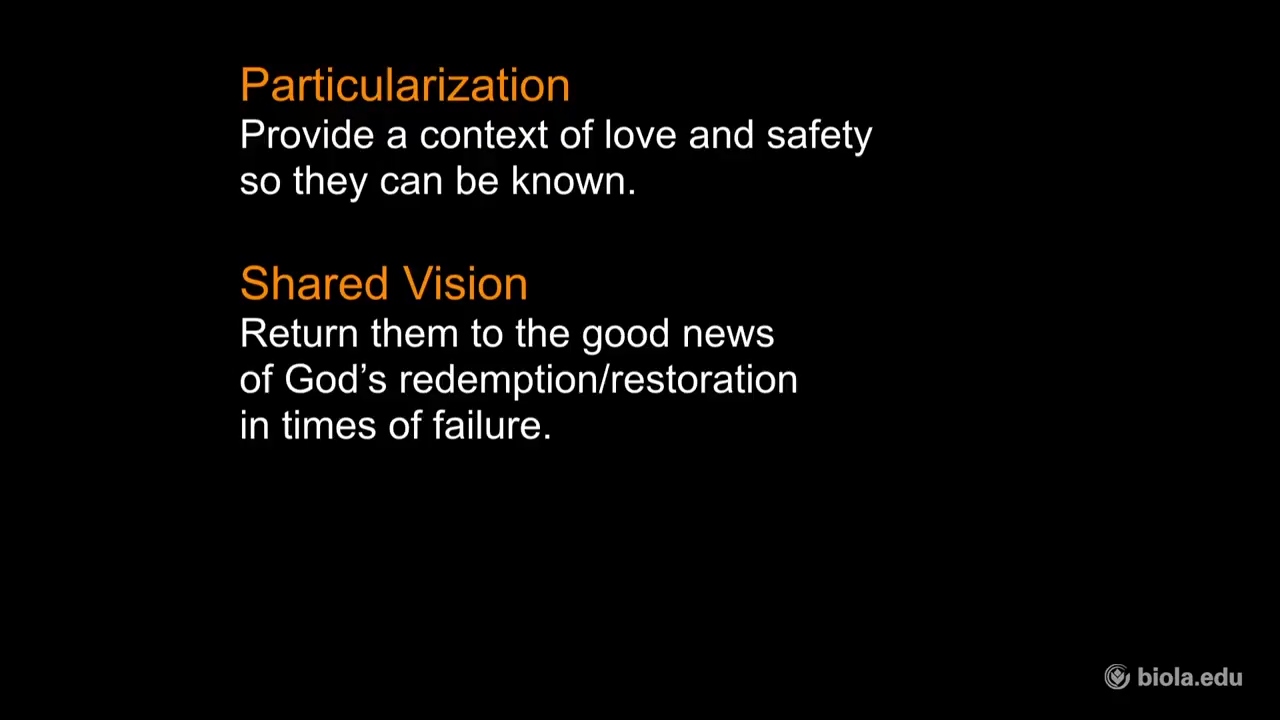 Particularization
Provide a context of love and safety
so they can be known.
Shared Vision
Return them to the good news
of God’s redemption/restoration
in times of failure.
biola.edu